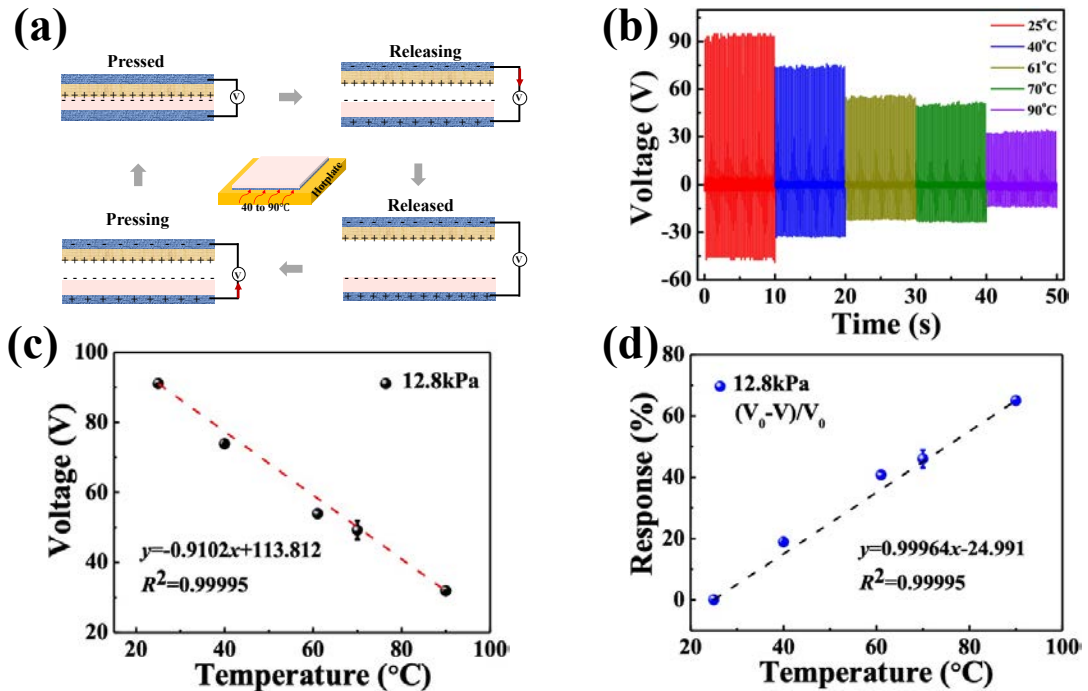 (a)
Pressed
Releasing
V
V
Hotplate
40 to 90°C
Pressing
Released
V
V
(b)
Voltage (V)
90
60
30
0
-30
-60
25°C
40°C
61°C
70°C
90°C
0 10 20 30 40 50
Time (s)
(c)
Voltage (V)
100
80
60
40
20
12.8kPa
y=-0.9102x+113.812
R²=0.99995
20 40 60 80 100
Temperature (°C)
(d)
Response (%)
80
60
40
20
0
12.8kPa
(V₀-V)/V₀
y=0.99964x-24.991
R²=0.99995
20 40 60 80 100
Temperature (°C)